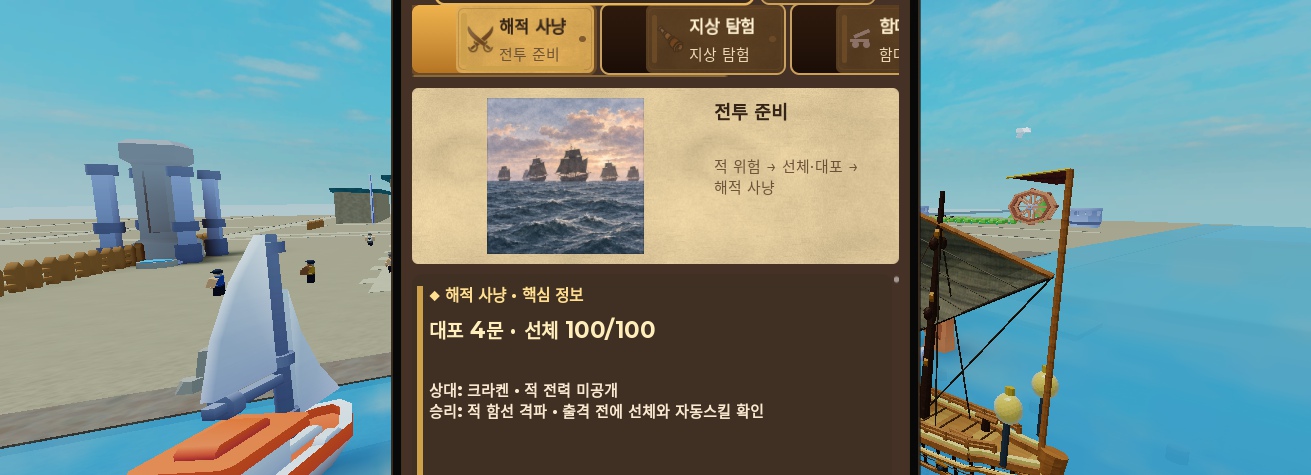 해적 사냥
전투 준비
지상 탐험
지상 탐험
전투 준비
적 위험 → 선체·대포 →
해적 사냥
◆ 해적 사냥 • 핵심 정보
대포 4문 • 선체 100/100
상대: 크라켄 • 적 전력 미공개
승리: 적 함선 격파 • 출격 전에 선체와 자동스킬 확인